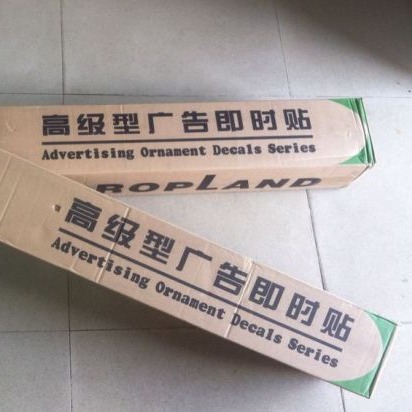 高级型广告即时贴
Advertising Ornament Decals Series
ROPLAND
高级型广告即时贴
Advertising Ornament Decals Series